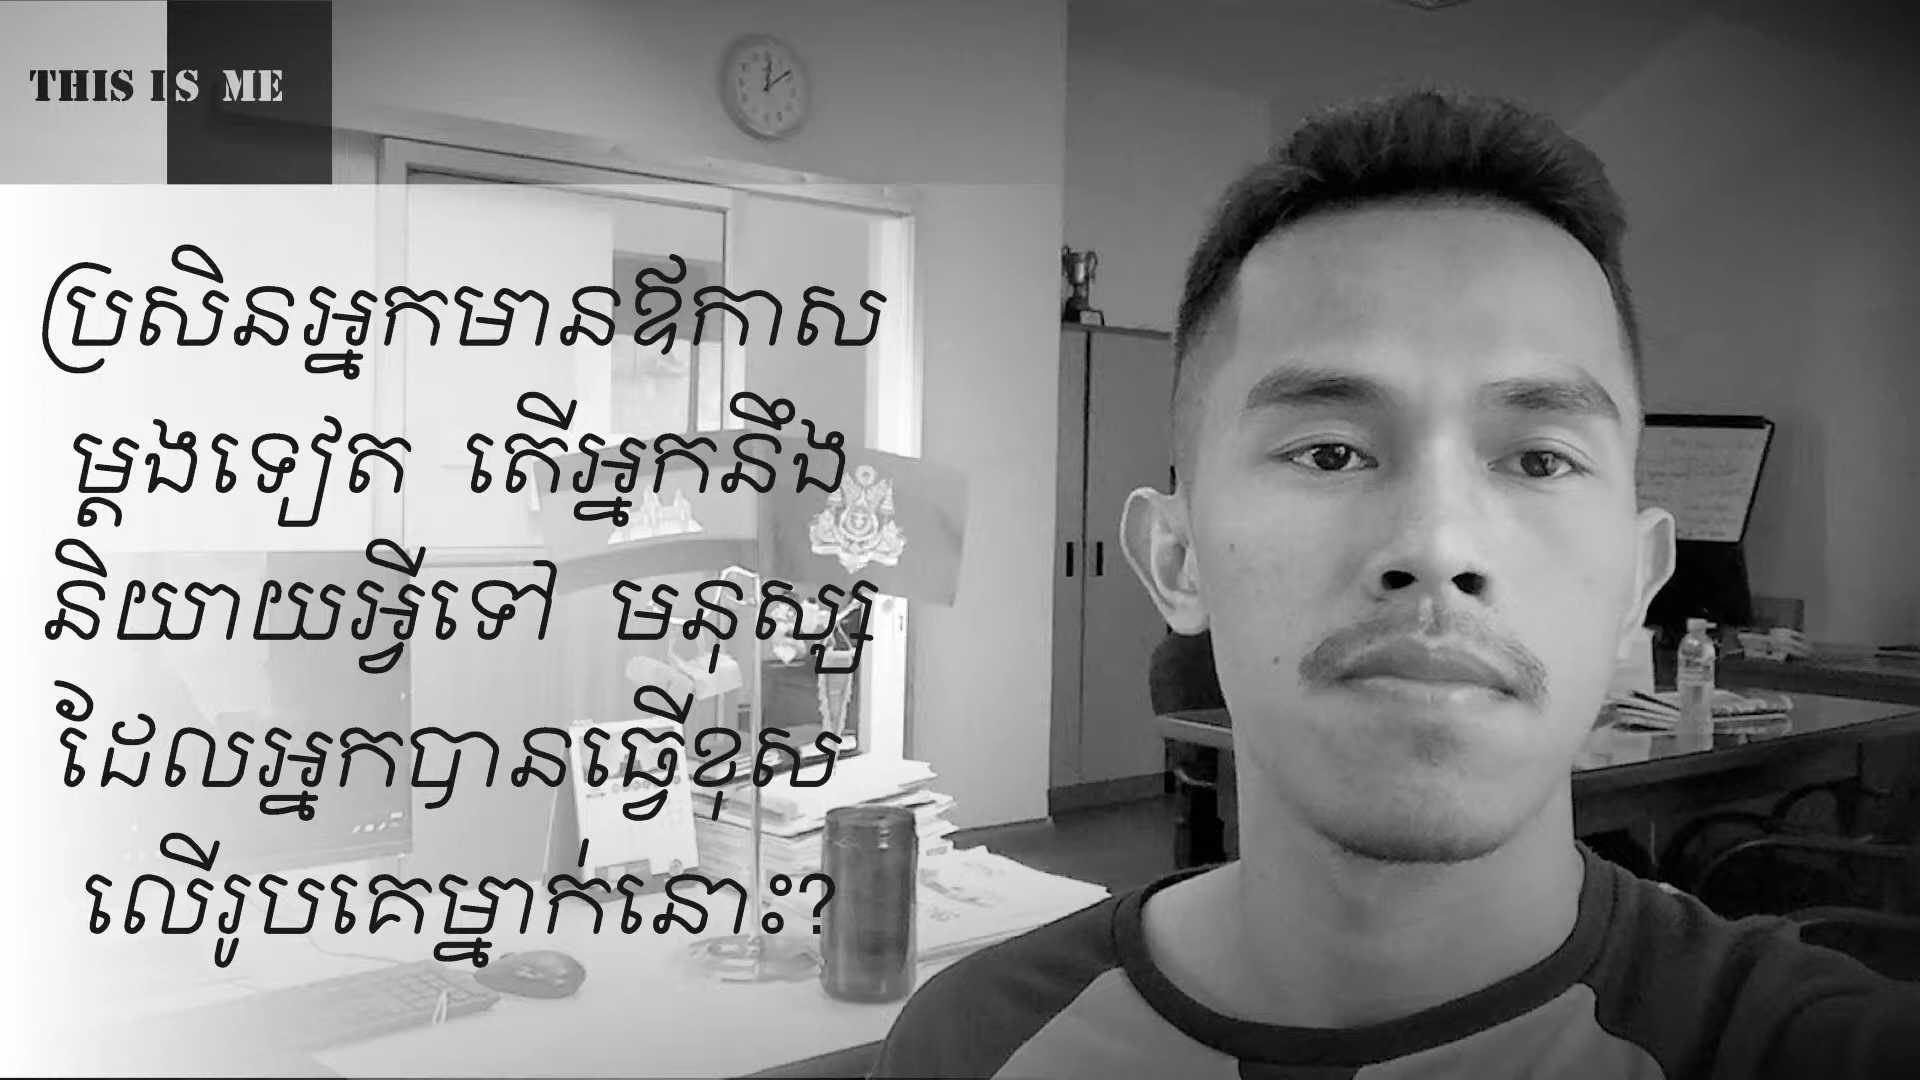 THIS IS ME
ប្រសិនអ្នកមានឪកាស
ម្ដងទៀត តើអ្នកនឹង
និយាយអ្វីទៅ មនុស្ស
ដែលអ្នកបានធ្វើខុស
លើរូបគេម្នាក់នោះ?